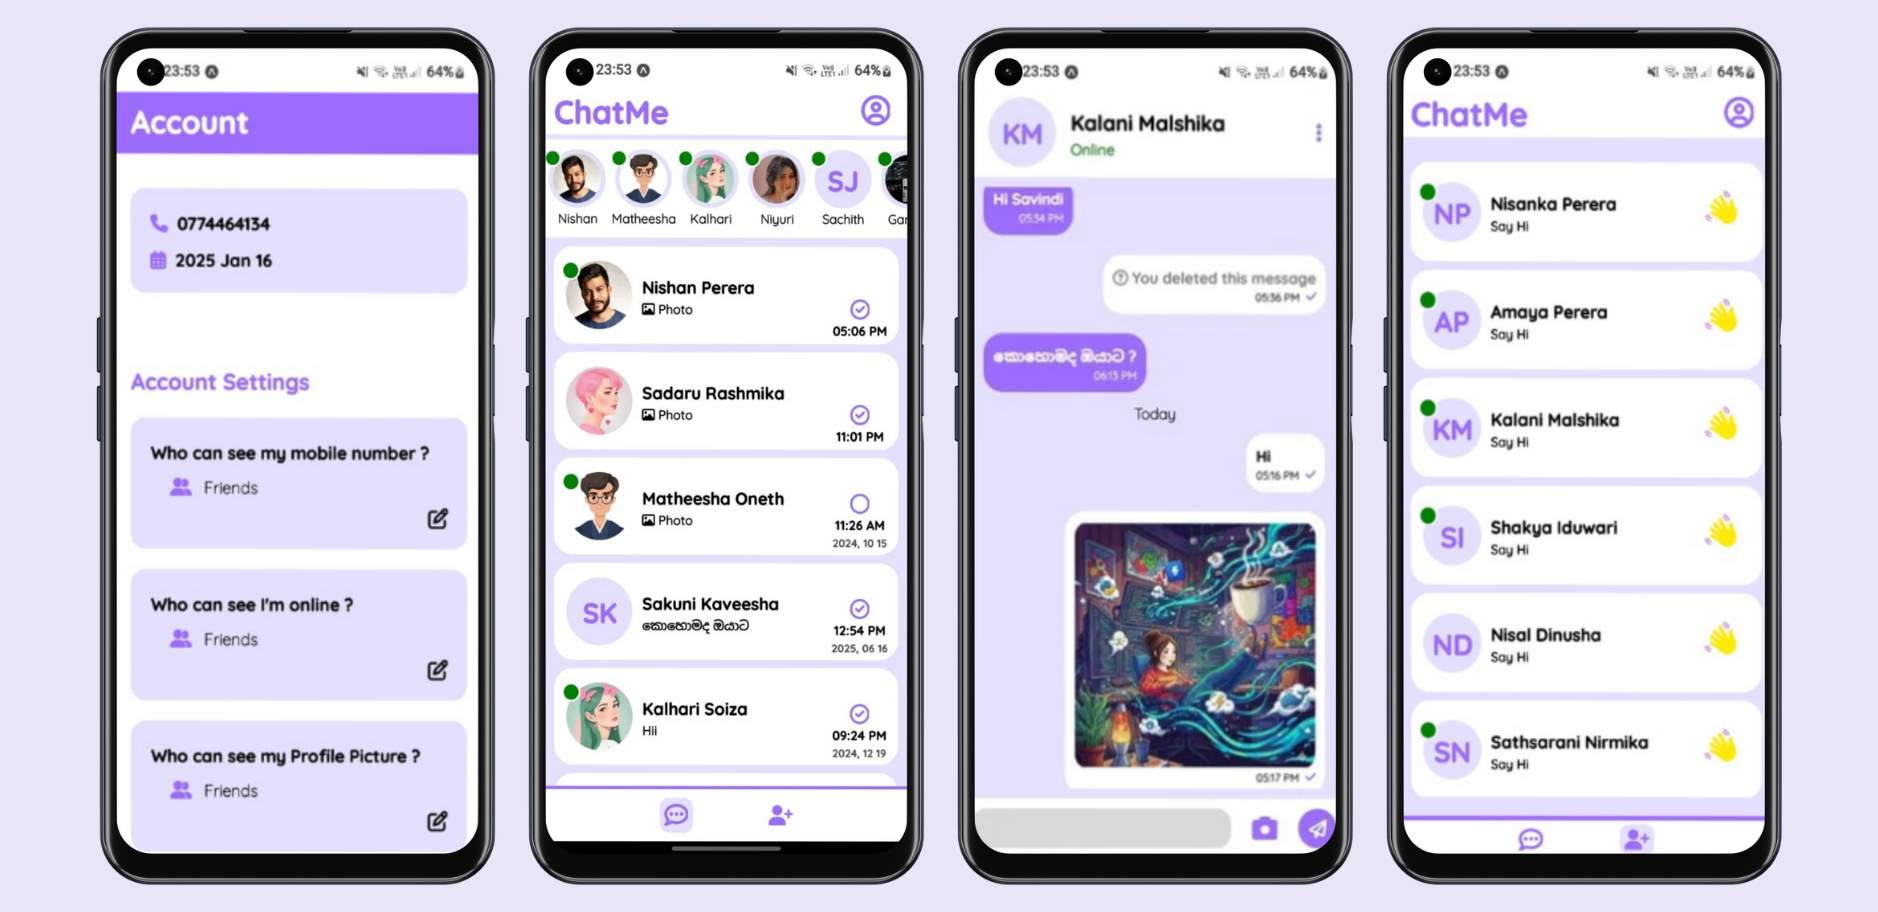 23:53
64%
Account
0774464134
2025 Jan 16
Account Settings
Who can see my mobile number ?
Friends
Who can see I'm online ?
Friends
Who can see my Profile Picture ?
Friends
23:53
64%
ChatMe
Nishan
Matheesha
Kalhari
Niyuri
SJ
Sachith
Gar
Nishan Perera
Photo
05:06 PM
Sadaru Rashmika
Photo
11:01 PM
Matheesha Oneth
Photo
11:26 AM
2024, 10 15
SK
Sakuni Kaveesha
කොහොමද ඔයාට
12:54 PM
2025, 06 16
Kalhari Soiza
Hii
09:24 PM
2024, 12 19
23:53
64%
KM
Kalani Malshika
Online
Hi Savindi
05:34 PM
You deleted this message
05:36 PM
කොහොමද ඔයාට ?
06:13 PM
Today
Hi
05:16 PM
05:17 PM
23:53
64%
ChatMe
NP
Nisanka Perera
Say Hi
AP
Amaya Perera
Say Hi
KM
Kalani Malshika
Say Hi
SI
Shakya Iduwari
Say Hi
ND
Nisal Dinusha
Say Hi
SN
Sathsarani Nirmika
Say Hi